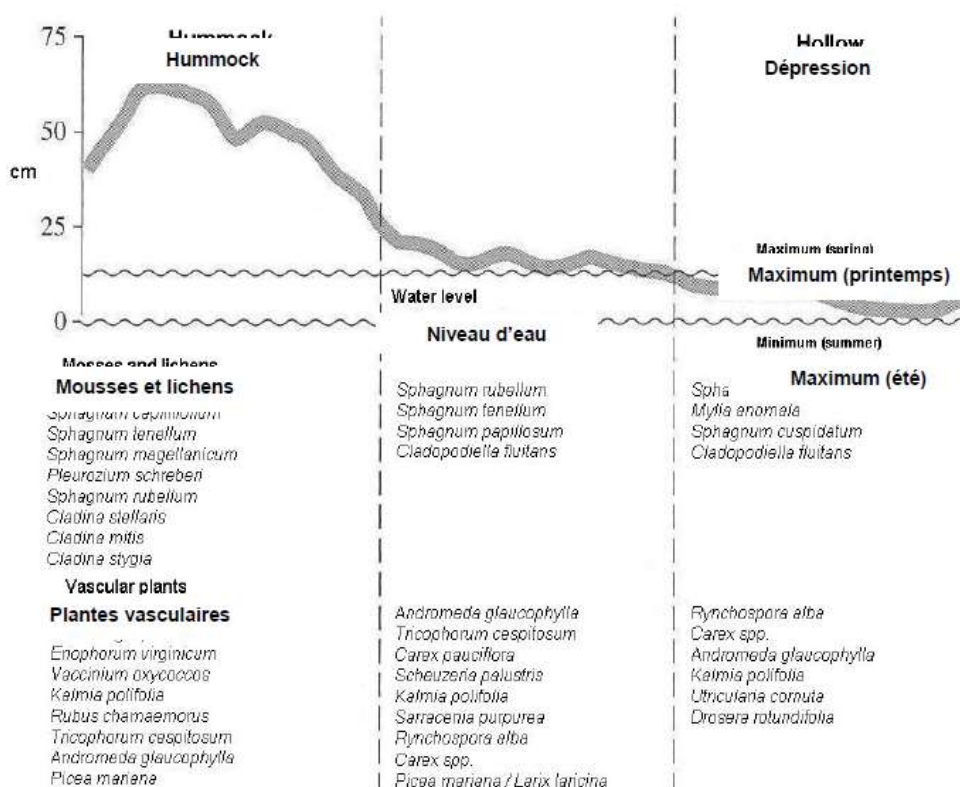 75
Hummock
Hummock
Hollow
Dépression
50
cm
25
Maximum (spring)
Maximum (printemps)
Water level
0
Niveau d'eau
Minimum (summer)
Maximum (été)
Mosses and lichens
Mousses et lichens
Sphagnum capillifolium
Sphagnum tenellum
Sphagnum magellanicum
Pleurozium schreberi
Sphagnum rubellum
Cladina stellaris
Cladina mitis
Cladina stygia
Sphagnum rubellum
Sphagnum tenellum
Sphagnum papillosum
Cladopodiella fluitans
Spha
Mylia anomala
Sphagnum cuspidatum
Cladopodiella fluitans
Vascular plants
Plantes vasculaires
Eriophorum virginicum
Vaccinium oxycoccos
Kalmia polifolia
Rubus chamaemorus
Tricophorum cespitosum
Andromeda glaucophylla
Picea mariana
Andromeda glaucophylla
Tricophorum cespitosum
Carex pauciflora
Scheuzeria palustris
Kalmia polifolia
Sarracenia purpurea
Rynchospora alba
Carex spp.
Picea mariana / Larix laricina
Rynchospora alba
Carex spp.
Andromeda glaucophylla
Kalmia polifolia
Utricularia cornuta
Drosera rotundifolia